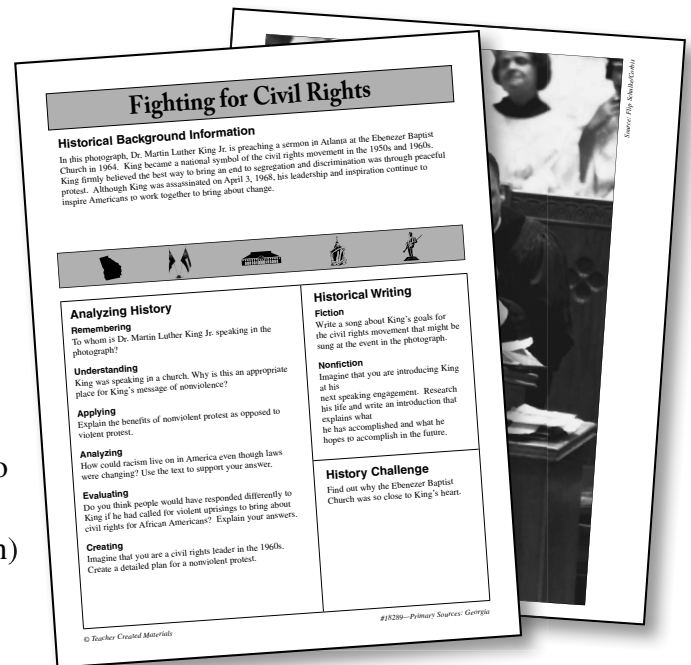 Fighting for Civil Rights
Historical Background Information
In this photograph, Dr. Martin Luther King Jr. is preaching a sermon in Atlanta at the Ebenezer Baptist
Church in 1964. King became a national symbol of the civil rights movement in the 1950s and 1960s.
King firmly believed the best way to bring an end to segregation and discrimination was through peaceful
protest. Although King was assassinated on April 3, 1968, his leadership and inspiration continue to
inspire Americans to work together to bring about change.
Analyzing History
Remembering
To whom is Dr. Martin Luther King Jr. speaking in the
photograph?
Understanding
King was speaking in a church. Why is this an appropriate
place for King's message of nonviolence?
Applying
Explain the benefits of nonviolent protest as opposed to
violent protest.
Analyzing
How could racism live on in America even though laws
were changing? Use the text to support your answer.
Evaluating
Do you think people would have responded differently to
King if he had called for violent uprisings to bring about
civil rights for African Americans? Explain your answers.
Creating
Imagine that you are a civil rights leader in the 1960s.
Create a detailed plan for a nonviolent protest.
Historical Writing
Fiction
Write a song about King's goals for
the civil rights movement that might be
sung at the event in the photograph.
Nonfiction
Imagine that you are introducing King
at his
next speaking engagement. Research
his life and write an introduction that
explains what
he has accomplished and what he
hopes to accomplish in the future.
History Challenge
Find out why the Ebenezer Baptist
Church was so close to King's heart.
© Teacher Created Materials
#18289—Primary Sources: Georgia
Source: Flip Schulke/Corbis